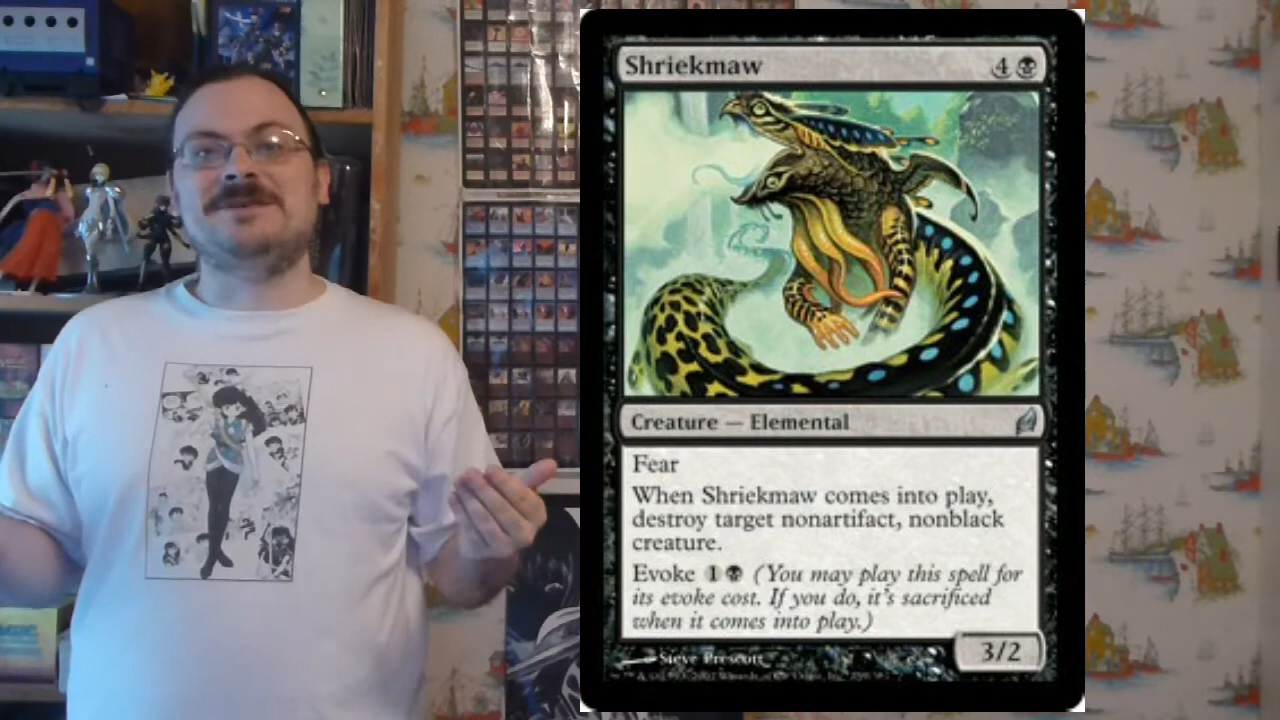 Shriekmaw 4
Creature — Elemental
Fear
When Shriekmaw comes into play,
destroy target nonartifact, nonblack
creature.
Evoke 1 (You may play this spell for
its evoke cost. If you do, it's sacrificed
when it comes into play.)
3/2
Steve Prescott